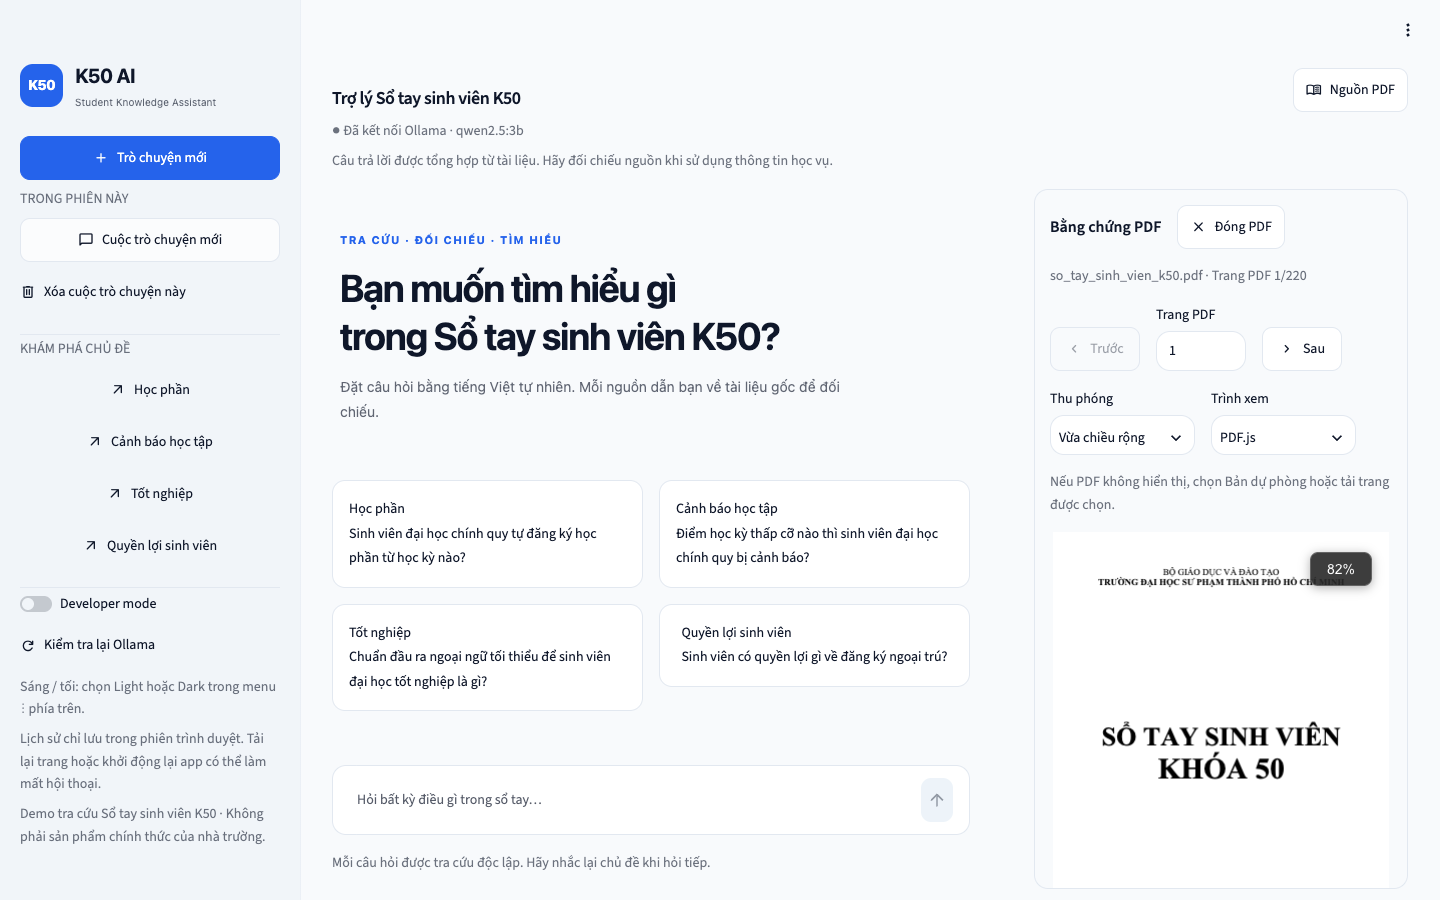 K50
K50 AI
Student Knowledge Assistant
Trò chuyện mới
TRONG PHIÊN NÀY
Cuộc trò chuyện mới
Xóa cuộc trò chuyện này
KHÁM PHÁ CHỦ ĐỀ
Học phần
Cảnh báo học tập
Tốt nghiệp
Quyền lợi sinh viên
Developer mode
Kiểm tra lại Ollama
Sáng / tối: chọn Light hoặc Dark trong menu
⋮ phía trên.
Lịch sử chỉ lưu trong phiên trình duyệt. Tải
lại trang hoặc khởi động lại app có thể làm
mất hội thoại.
Demo tra cứu Sổ tay sinh viên K50 · Không
phải sản phẩm chính thức của nhà trường.
Trợ lý Sổ tay sinh viên K50
● Đã kết nối Ollama · qwen2.5:3b
Câu trả lời được tổng hợp từ tài liệu. Hãy đối chiếu nguồn khi sử dụng thông tin học vụ.
Nguồn PDF
TRA CỨU · ĐỐI CHIẾU · TÌM HIỂU
Bạn muốn tìm hiểu gì
trong Sổ tay sinh viên K50?
Đặt câu hỏi bằng tiếng Việt tự nhiên. Mỗi nguồn dẫn bạn về tài liệu gốc để đối
chiếu.
Học phần
Sinh viên đại học chính quy tự đăng ký học
phần từ học kỳ nào?
Cảnh báo học tập
Điểm học kỳ thấp cỡ nào thì sinh viên đại học
chính quy bị cảnh báo?
Tốt nghiệp
Chuẩn đầu ra ngoại ngữ tối thiểu để sinh viên
đại học tốt nghiệp là gì?
Quyền lợi sinh viên
Sinh viên có quyền lợi gì về đăng ký ngoại trú?
Hỏi bất kỳ điều gì trong sổ tay…
Mỗi câu hỏi được tra cứu độc lập. Hãy nhắc lại chủ đề khi hỏi tiếp.
Bằng chứng PDF
Đóng PDF
so_tay_sinh_vien_k50.pdf · Trang PDF 1/220
Trang PDF
Trước
1
Sau
Thu phóng
Trình xem
Vừa chiều rộng
PDF.js
Nếu PDF không hiển thị, chọn Bản dự phòng hoặc tải trang
được chọn.
82%
BỘ GIÁO DỤC VÀ ĐÀO TẠO
TRƯỜNG ĐẠI HỌC SƯ PHẠM THÀNH PHỐ HỒ CHÍ MINH
SỔ TAY SINH VIÊN
KHÓA 50